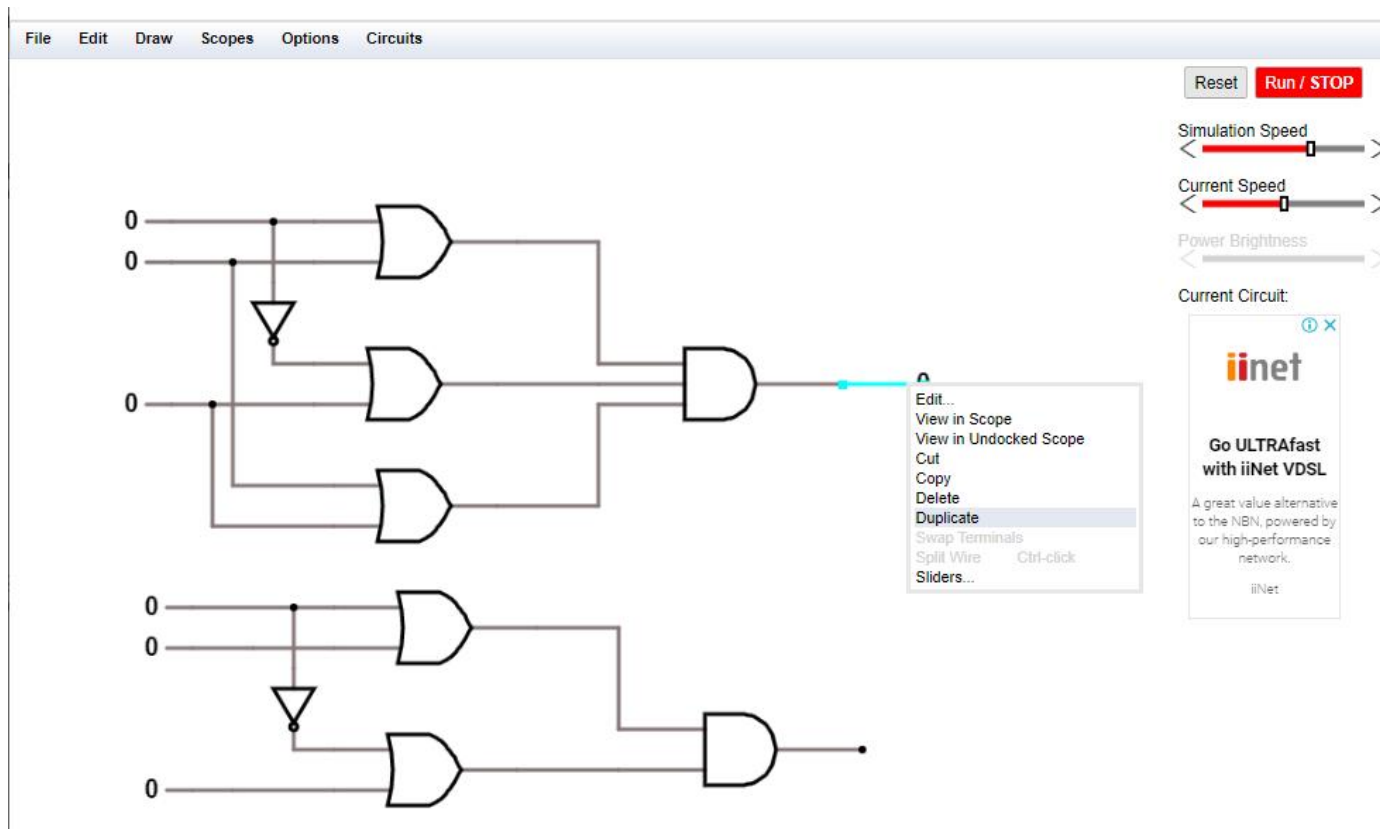 File Edit Draw Scopes Options Circuits
Reset Run / STOP
Simulation Speed
Current Speed
Power Brightness
Current Circuit:
iinet
Go ULTRAfast
with iiNet VDSL
A great value alternative
to the NBN, powered by
our high-performance
network.
iiNet
0
0
0
0
Edit...
View in Scope
View in Undocked Scope
Cut
Copy
Delete
Duplicate
Swap Terminals
Split Wire Ctrl-click
Sliders...
0
0
0